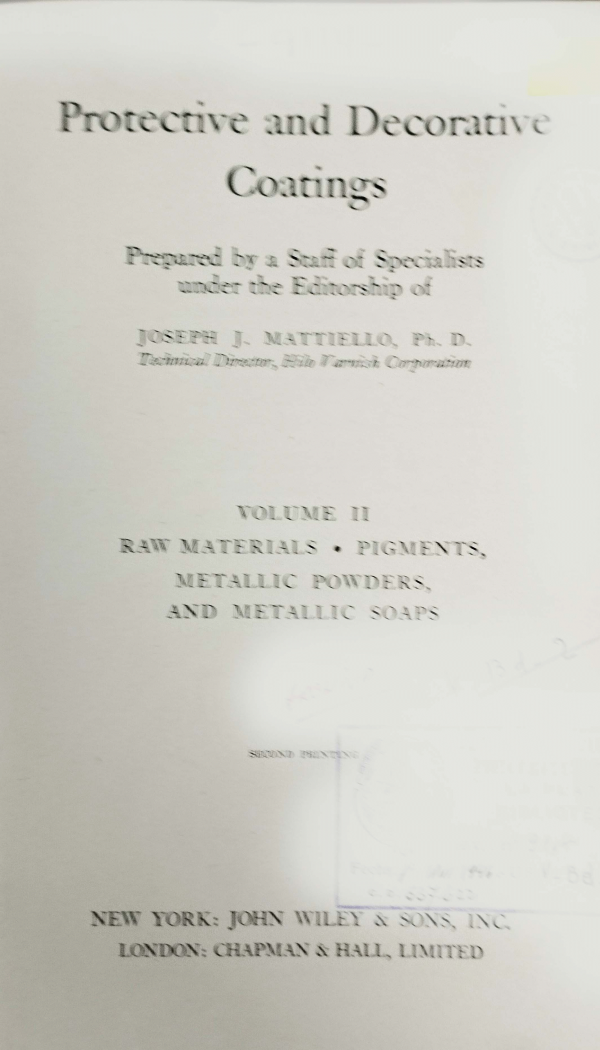 Protective and Decorative
Coatings
Prepared by a Staff of Specialists
under the Editorship of
JOSEPH J. MATTIELLO, Ph. D.
Technical Director, Hilo Varnish Corporation
VOLUME II
RAW MATERIALS • PIGMENTS,
METALLIC POWDERS,
AND METALLIC SOAPS
SECOND PRINTING
NEW YORK: JOHN WILEY & SONS, INC.
LONDON: CHAPMAN & HALL, LIMITED